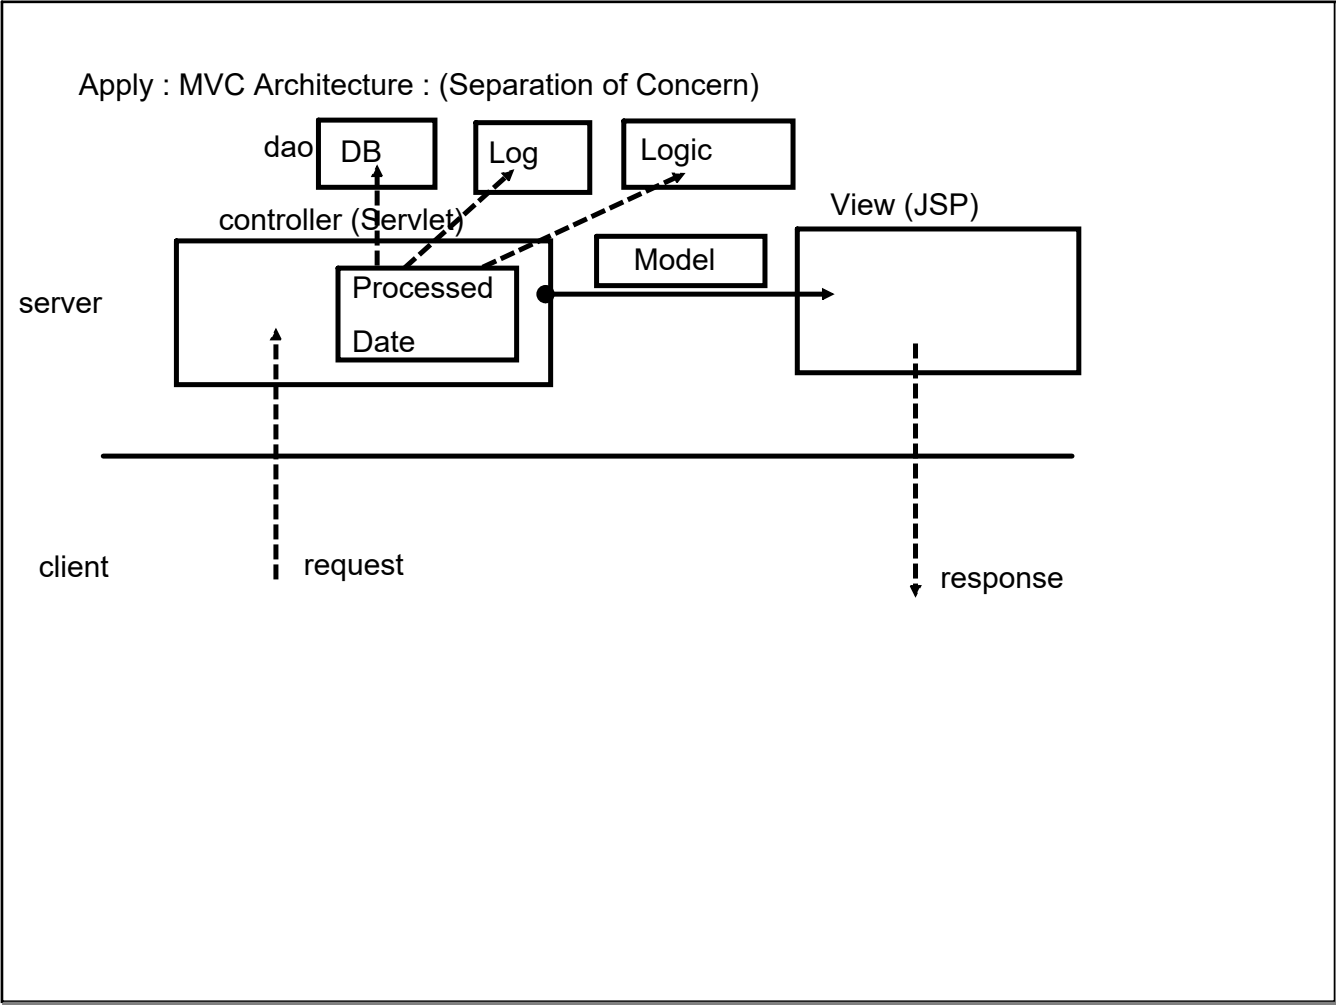 Apply : MVC Architecture : (Separation of Concern)
dao
DB
Log
Logic
controller (Servlet)
View (JSP)
Model
server
Processed
Date
client
request
response